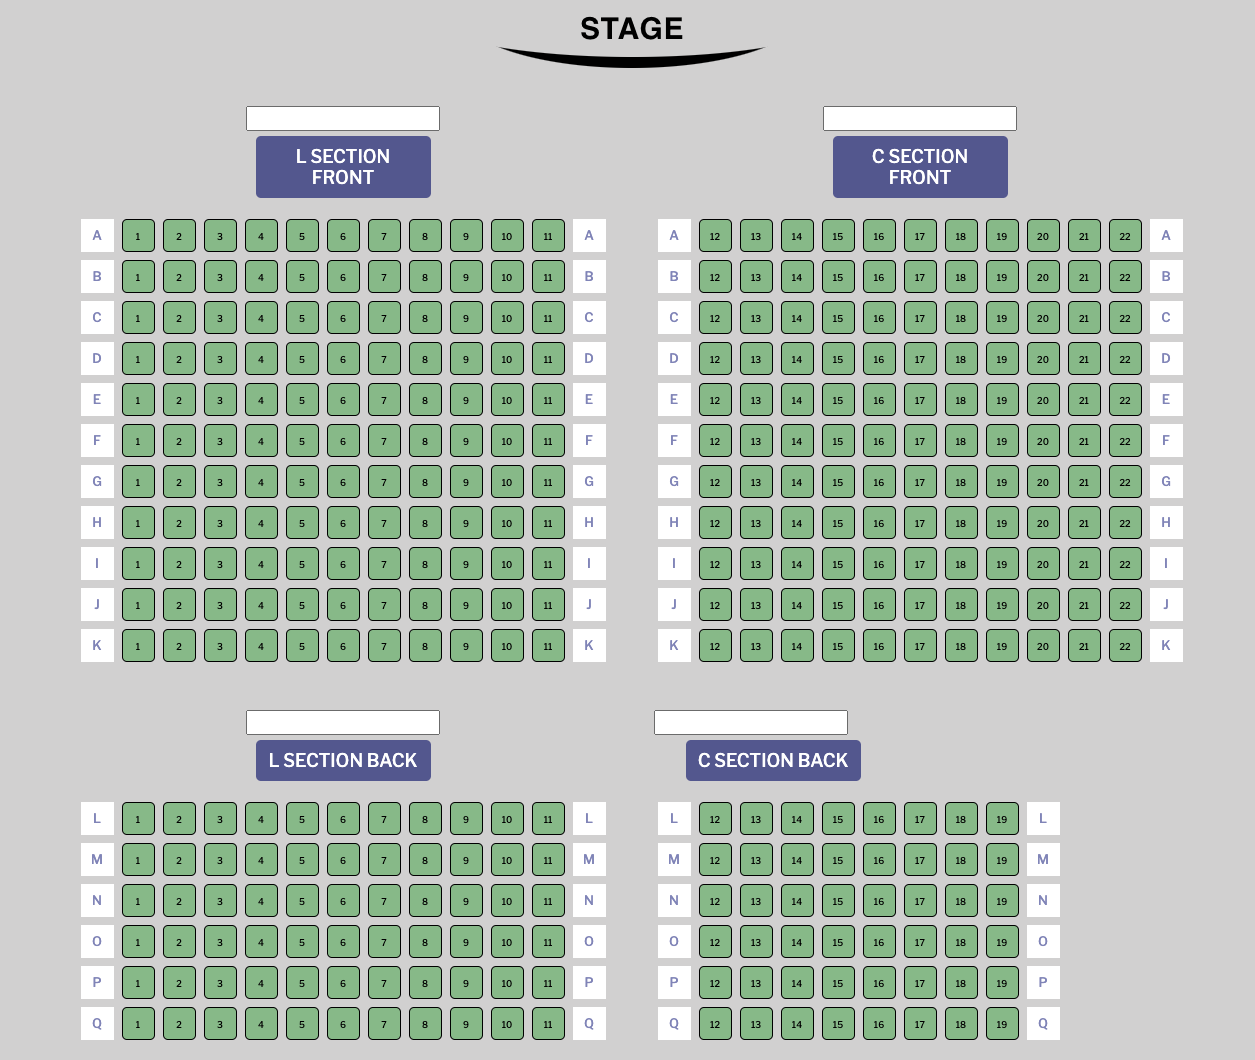 STAGE
L SECTION
FRONT
C SECTION
FRONT
A 1 2 3 4 5 6 7 8 9 10 11 A A 12 13 14 15 16 17 18 19 20 21 22 A
B 1 2 3 4 5 6 7 8 9 10 11 B B 12 13 14 15 16 17 18 19 20 21 22 B
C 1 2 3 4 5 6 7 8 9 10 11 C C 12 13 14 15 16 17 18 19 20 21 22 C
D 1 2 3 4 5 6 7 8 9 10 11 D D 12 13 14 15 16 17 18 19 20 21 22 D
E 1 2 3 4 5 6 7 8 9 10 11 E E 12 13 14 15 16 17 18 19 20 21 22 E
F 1 2 3 4 5 6 7 8 9 10 11 F F 12 13 14 15 16 17 18 19 20 21 22 F
G 1 2 3 4 5 6 7 8 9 10 11 G G 12 13 14 15 16 17 18 19 20 21 22 G
H 1 2 3 4 5 6 7 8 9 10 11 H H 12 13 14 15 16 17 18 19 20 21 22 H
I 1 2 3 4 5 6 7 8 9 10 11 I I 12 13 14 15 16 17 18 19 20 21 22 I
J 1 2 3 4 5 6 7 8 9 10 11 J J 12 13 14 15 16 17 18 19 20 21 22 J
K 1 2 3 4 5 6 7 8 9 10 11 K K 12 13 14 15 16 17 18 19 20 21 22 K
L SECTION BACK
C SECTION BACK
L 1 2 3 4 5 6 7 8 9 10 11 L L 12 13 14 15 16 17 18 19 L
M 1 2 3 4 5 6 7 8 9 10 11 M M 12 13 14 15 16 17 18 19 M
N 1 2 3 4 5 6 7 8 9 10 11 N N 12 13 14 15 16 17 18 19 N
O 1 2 3 4 5 6 7 8 9 10 11 O O 12 13 14 15 16 17 18 19 O
P 1 2 3 4 5 6 7 8 9 10 11 P P 12 13 14 15 16 17 18 19 P
Q 1 2 3 4 5 6 7 8 9 10 11 Q Q 12 13 14 15 16 17 18 19 Q